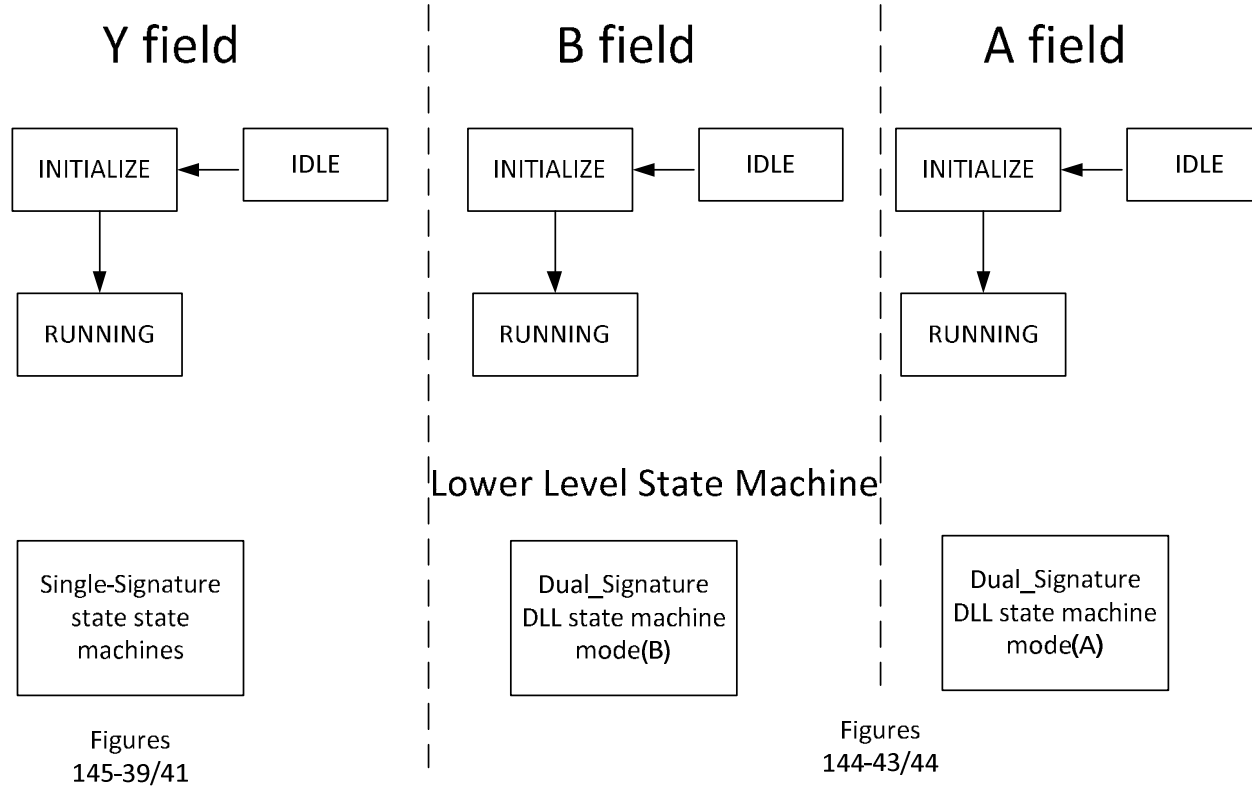 Y field
B field
A field
INITIALIZE
IDLE
INITIALIZE
IDLE
INITIALIZE
IDLE
RUNNING
RUNNING
RUNNING
Lower Level State Machine
Single-Signature
state state
machines
Dual_Signature
DLL state machine
mode(B)
Dual_Signature
DLL state machine
mode(A)
Figures
145-39/41
Figures
144-43/44